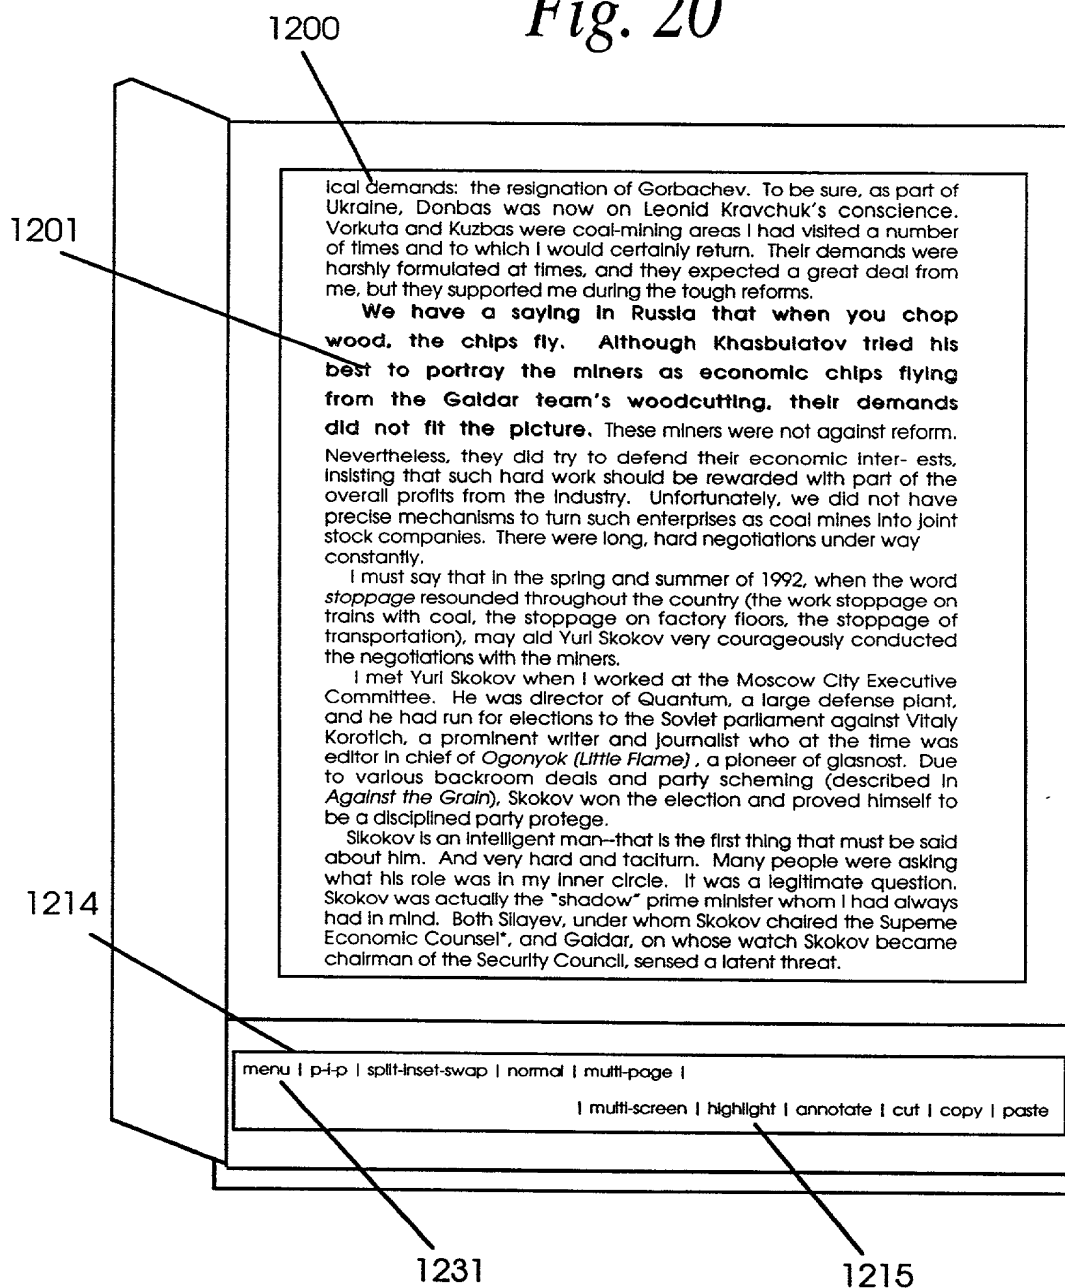 Fig. 20
1200
ical demands: the resignation of Gorbachev. To be sure, as part of
Ukraine, Donbas was now on Leonid Kravchuk's conscience.
1201
Vorkuta and Kuzbas were coal-mining areas I had visited a number
of times and to which I would certainly return. Their demands were
harshly formulated at times, and they expected a great deal from
me, but they supported me during the tough reforms.
We have a saying in Russia that when you chop
wood, the chips fly. Although Khasbulatov tried his
best to portray the miners as economic chips flying
from the Gaidar team's woodcutting, their demands
did not fit the picture. These miners were not against reform.
Nevertheless, they did try to defend their economic inter- ests,
insisting that such hard work should be rewarded with part of the
overall profits from the industry. Unfortunately, we did not have
precise mechanisms to turn such enterprises as coal mines into joint
stock companies. There were long, hard negotiations under way
constantly.
I must say that in the spring and summer of 1992, when the word
stoppage resounded throughout the country (the work stoppage on
trains with coal, the stoppage on factory floors, the stoppage of
transportation), may aid Yuri Skokov very courageously conducted
the negotiations with the miners.
I met Yuri Skokov when I worked at the Moscow City Executive
Committee. He was director of Quantum, a large defense plant,
and he had run for elections to the Soviet parliament against Vitaly
Korotich, a prominent writer and journalist who at the time was
editor in chief of Ogonyok (Little Flame) , a pioneer of glasnost. Due
to various backroom deals and party scheming (described in
Against the Grain), Skokov won the election and proved himself to
be a disciplined party protege.
Sikokov is an intelligent man--that is the first thing that must be said
about him. And very hard and taciturn. Many people were asking
what his role was in my inner circle. It was a legitimate question.
1214
Skokov was actually the "shadow" prime minister whom I had always
had in mind. Both Silayev, under whom Skokov chaired the Supeme
Economic Counsel*, and Gaidar, on whose watch Skokov became
chairman of the Security Council, sensed a latent threat.
menu | p-i-p | split-inset-swap | normal | multi-page |
| multi-screen | highlight | annotate | cut | copy | paste
1231
1215